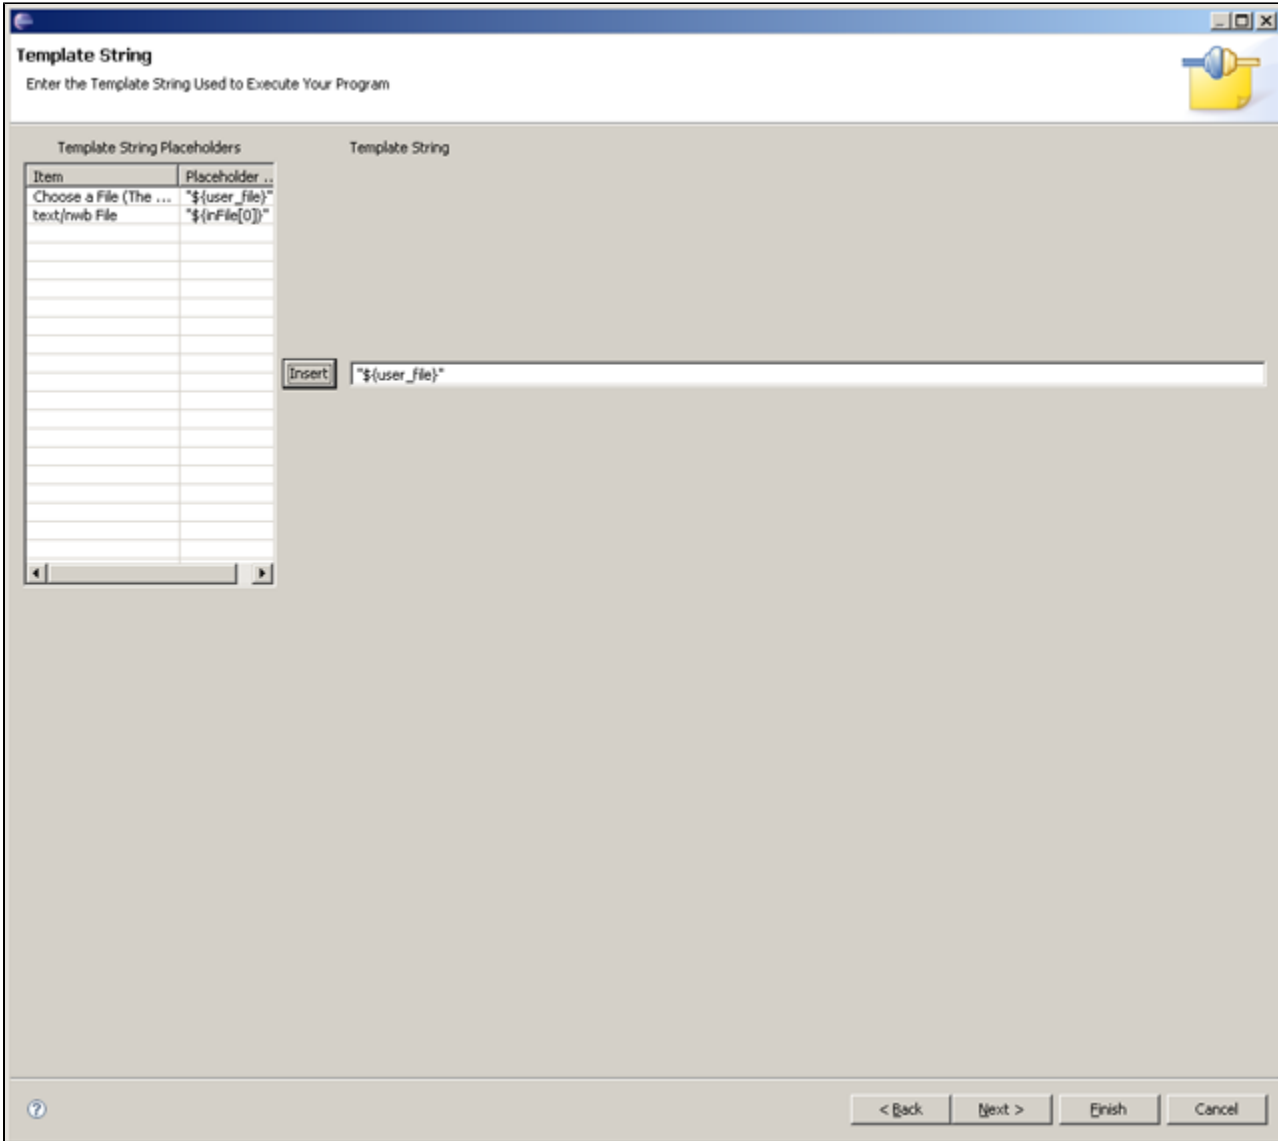 Template String
Enter the Template String Used to Execute Your Program
Template String Placeholders
Template String
Item Placeholder ..
Choose a File (The ... "${user_file}"
text/nwb File "${inFile[0]}"
Insert "${user_file}"
? < Back Next > Finish Cancel